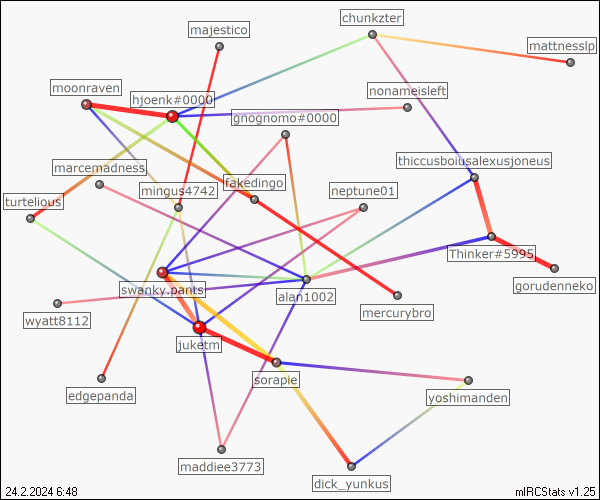 chunkzter
majestico
mattnesslp
moonraven
nonameisleft
hjoenk#0000
gnognomo#0000
thiccusbolusalexusjoneus
marcemadness
fakedingo
neptune01
mingus4742
turtelious
Thinker#5995
gorudenneko
swanky.pants
alan1002
mercurybro
wyatt8112
juketm
sorapie
edgepanda
yoshimanden
maddiee3773
dick_yunkus
24.2.2024 6:48
mIRCStats v1.25